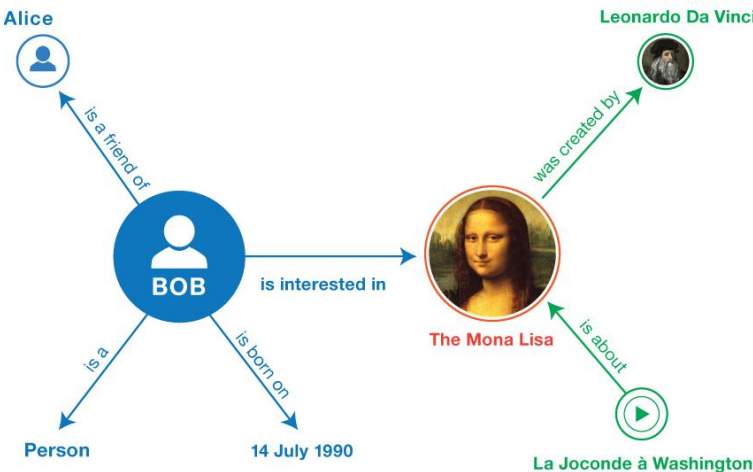 Alice
Leonardo Da Vinci
is a friend of
was created by
BOB
is interested in
The Mona Lisa
is a
is born on
is about
Person
14 July 1990
La Joconde à Washington